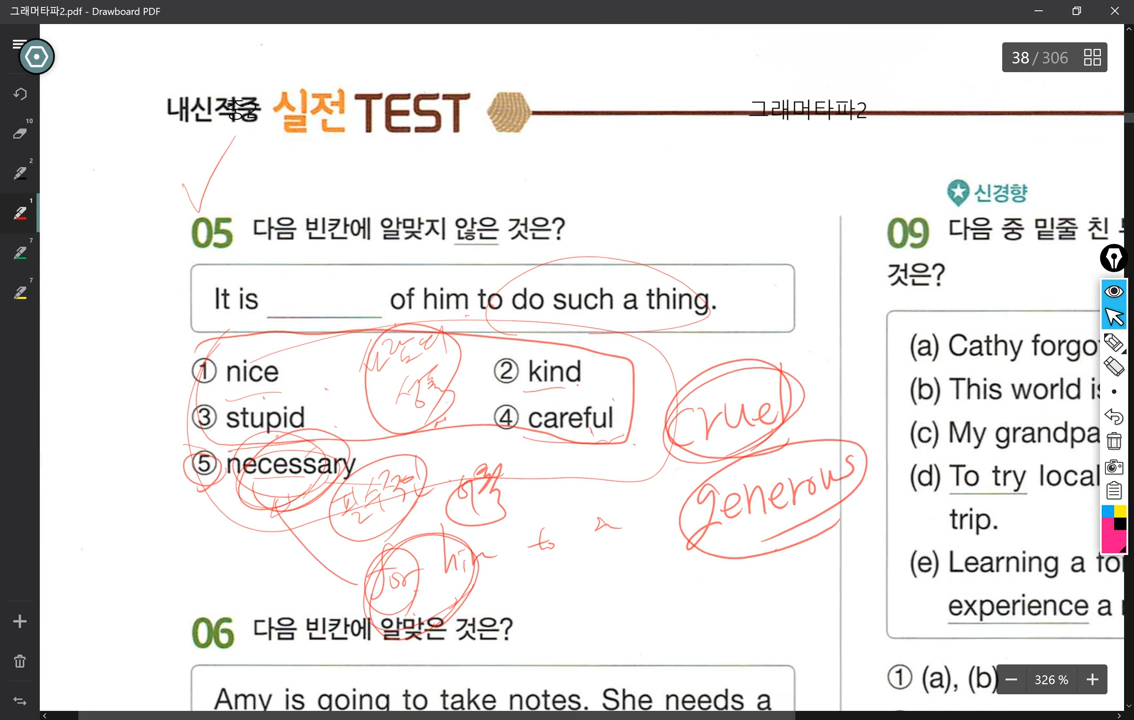 그래머타파2.pdf - Drawboard PDF
38 / 306
내신적중 실전 TEST
그래머타파2
05 다음 빈칸에 알맞지 않은 것은?
It is ________ of him to do such a thing.
① nice ② kind
③ stupid ④ careful
⑤ necessary
사람의
성품
cruel
generous
필수적인
for him to
06 다음 빈칸에 알맞은 것은?
Amy is going to take notes. She needs a
신경향
09 다음 중 밑줄 친
것은?
(a) Cathy forgo
(b) This world is
(c) My grandpa
(d) To try local
trip.
(e) Learning a fo
experience a
① (a), (b)
326 %
10
2
1
7
7